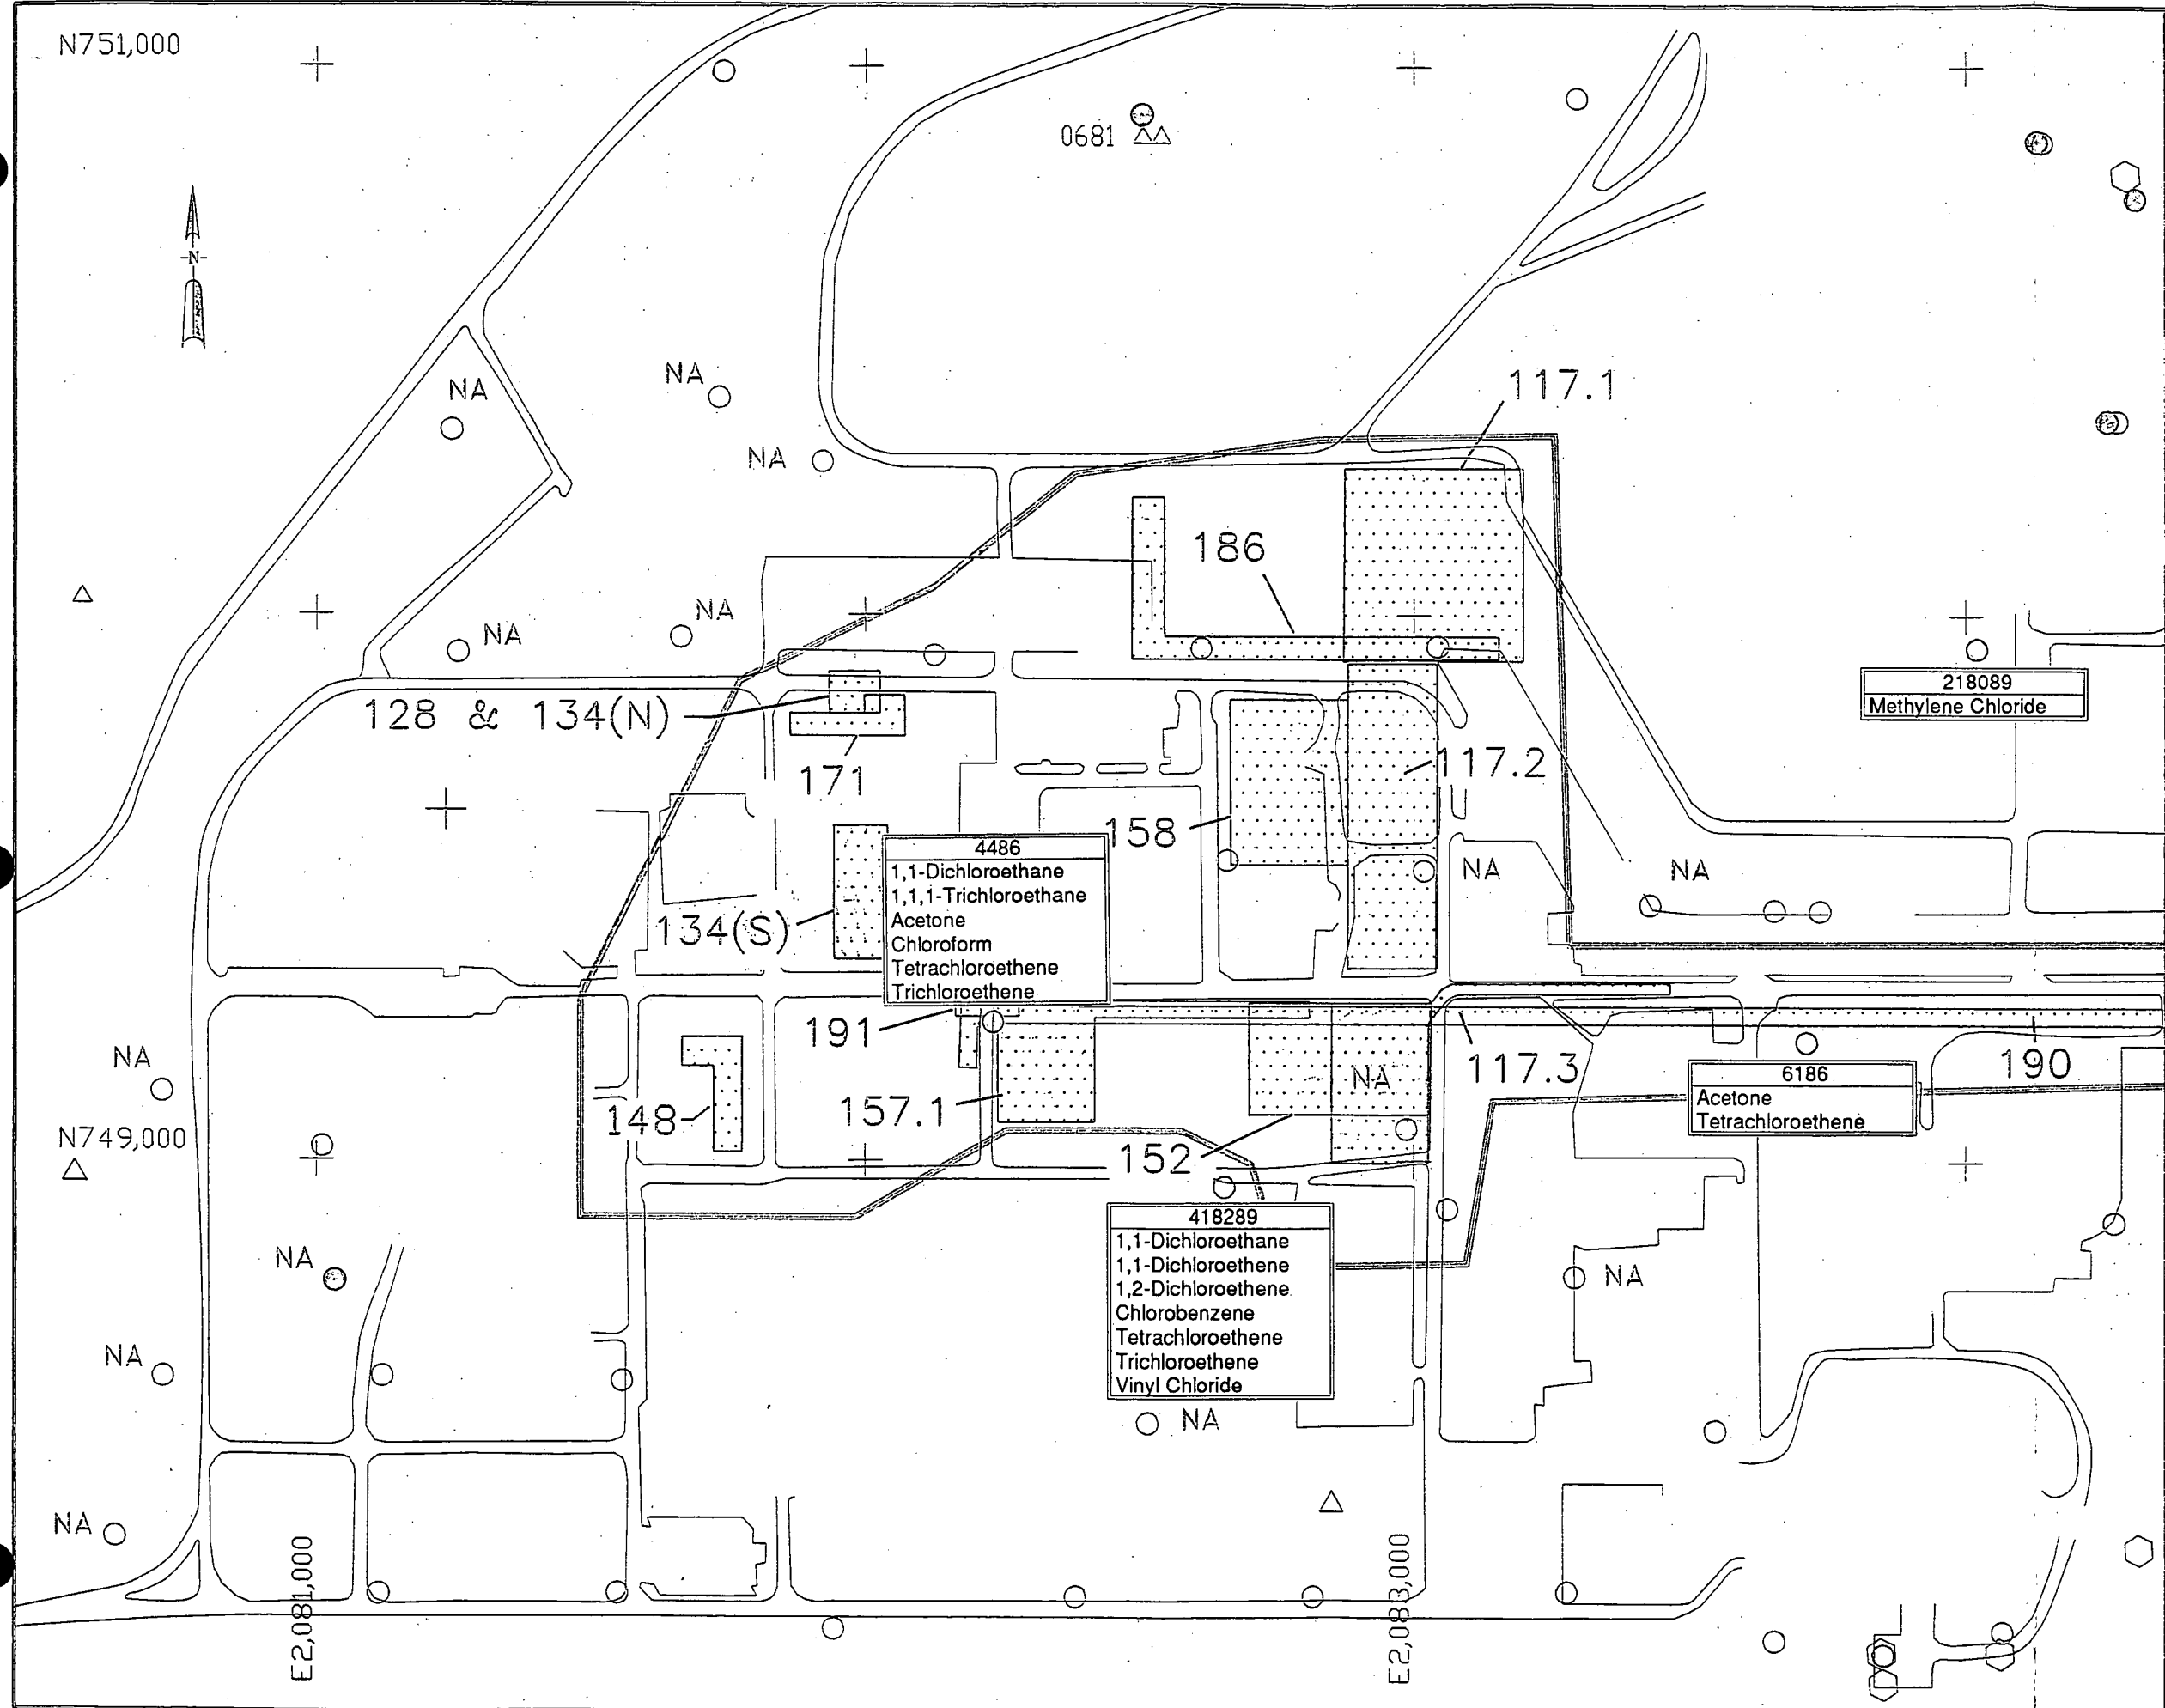 N751,000
0681
-N-
117.1
NA
NA
NA
186
NA
NA
218089
Methylene Chloride
128 & 134(N)
171
117.2
158
4486
1,1-Dichloroethane
1,1,1-Trichloroethane
Acetone
Chloroform
Tetrachloroethene
Trichloroethene
NA
NA
134(S)
191
117.3
190
NA
NA
6186
Acetone
Tetrachloroethene
148
157.1
N749,000
152
418289
1,1-Dichloroethane
1,1-Dichloroethene
1,2-Dichloroethene
Chlorobenzene
Tetrachloroethene
Trichloroethene
Vinyl Chloride
NA
NA
NA
NA
NA
E2,081,000
E2,083,000